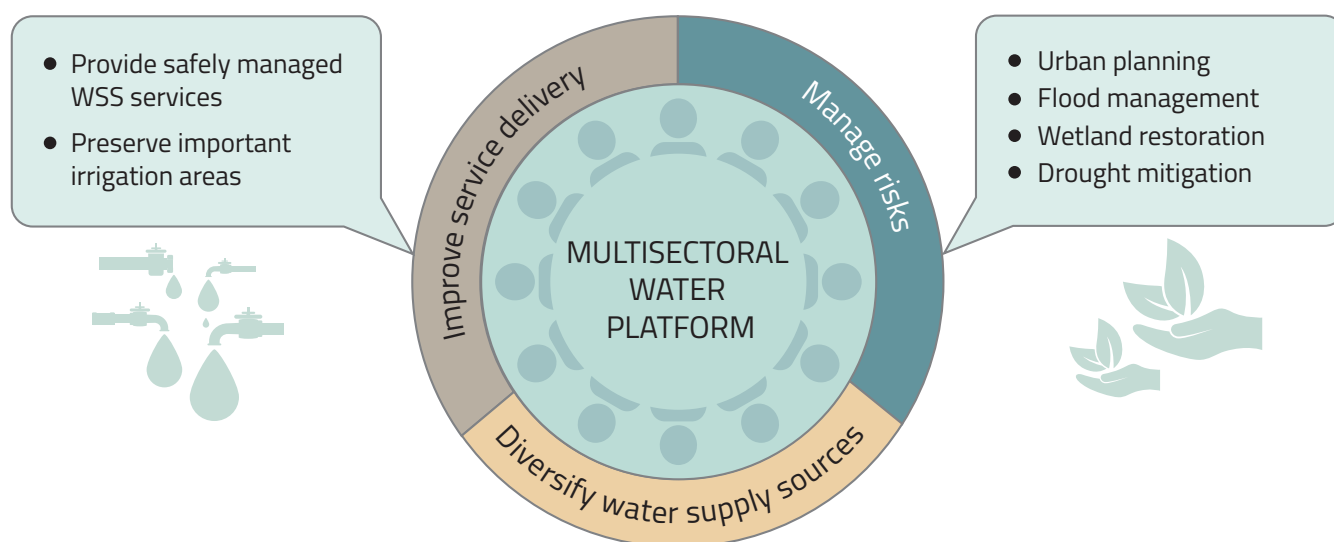 ● Provide safely managed
WSS services
● Preserve important
irrigation areas
Improve service delivery
Manage risks
● Urban planning
● Flood management
● Wetland restoration
● Drought mitigation
MULTISECTORAL
WATER
PLATFORM
Diversify water supply sources